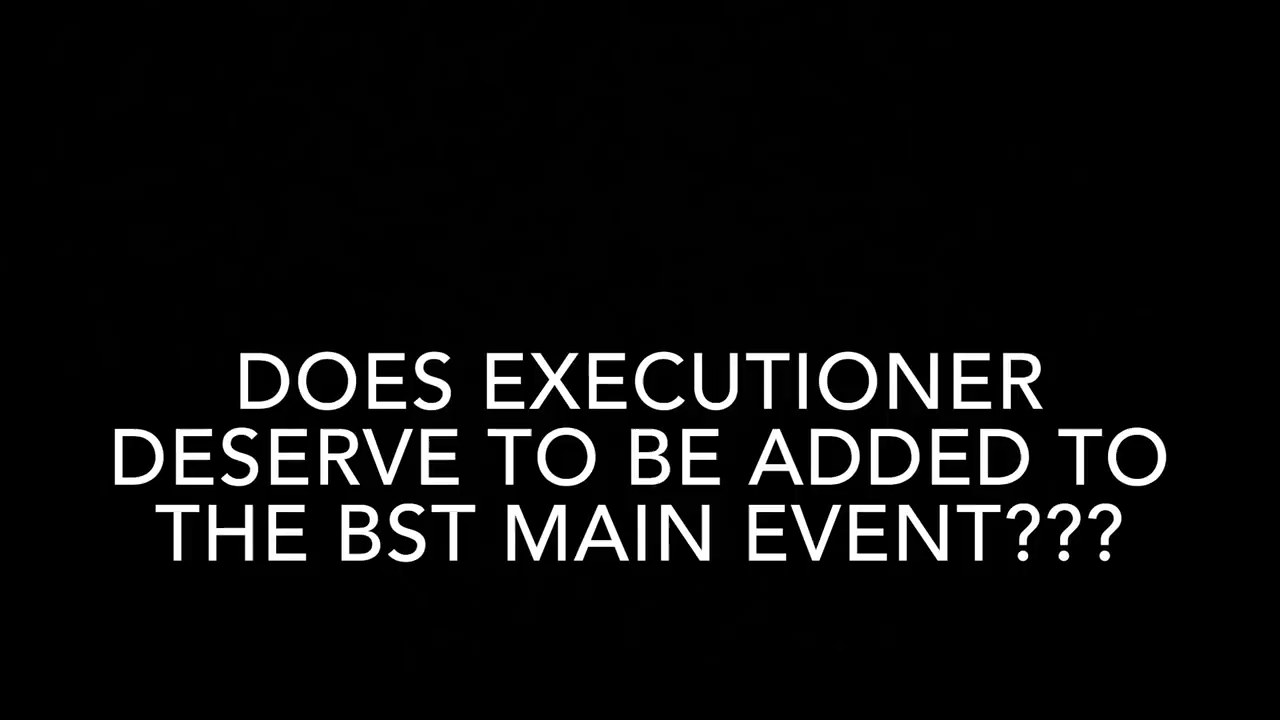 DOES EXECUTIONER
DESERVE TO BE ADDED TO
THE BST MAIN EVENT???